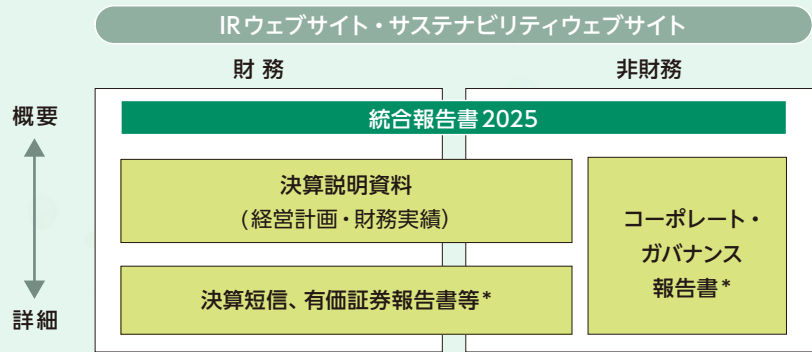 IRウェブサイト・サステナビリティウェブサイト
財務
非財務
概要
統合報告書2025
決算説明資料
(経営計画・財務実績)
コーポレート・
ガバナンス
報告書*
決算短信、有価証券報告書等*
詳細